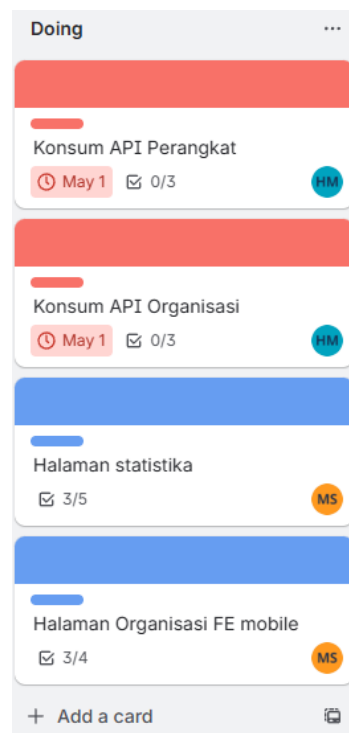 Doing
Konsum API Perangkat
May 1 0/3 HM
Konsum API Organisasi
May 1 0/3 HM
Halaman statistika
3/5 MS
Halaman Organisasi FE mobile
3/4 MS
+ Add a card